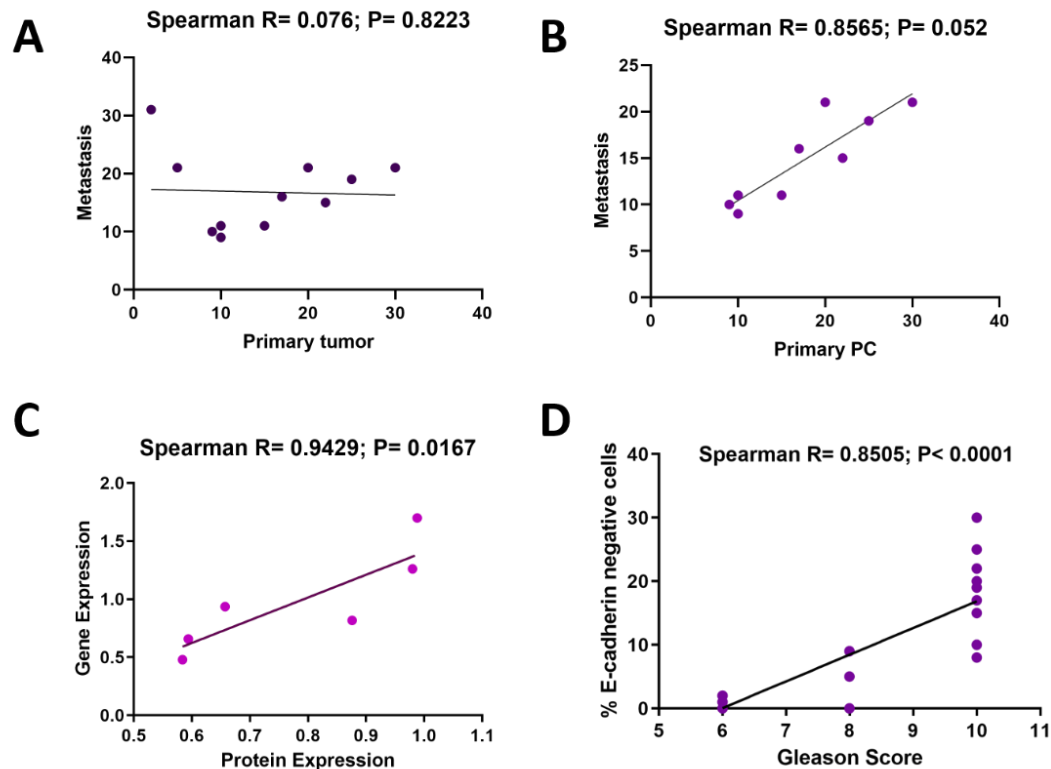 A
Spearman R= 0.076; P= 0.8223
Metastasis
40
30
20
10
0
0 10 20 30 40
Primary tumor
B
Spearman R= 0.8565; P= 0.052
Metastasis
25
20
15
10
5
0
0 10 20 30 40
Primary PC
C
Spearman R= 0.9429; P= 0.0167
Gene Expression
2.0
1.5
1.0
0.5
0.0
0.5 0.6 0.7 0.8 0.9 1.0 1.1
Protein Expression
D
Spearman R= 0.8505; P< 0.0001
% E-cadherin negative cells
40
30
20
10
0
5 6 7 8 9 10 11
Gleason Score